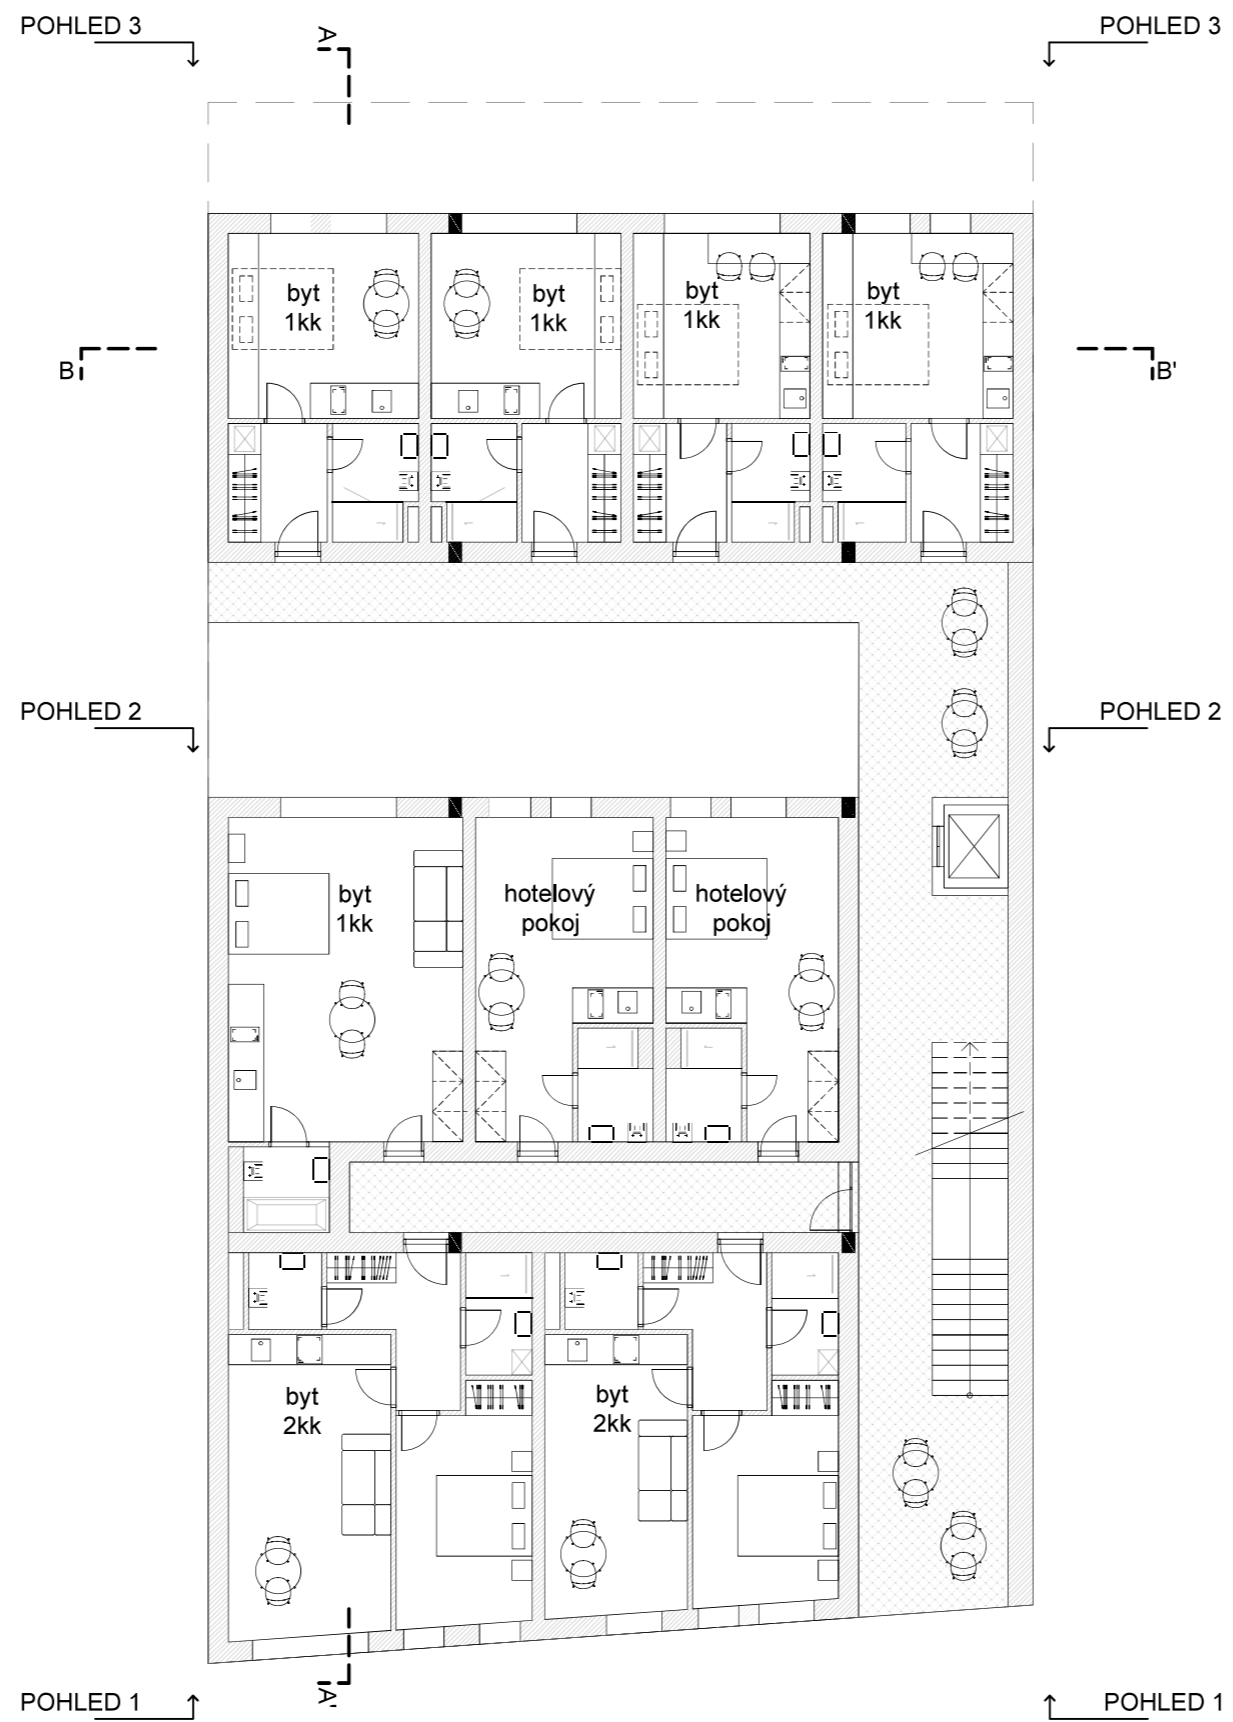 POHLED 3
POHLED 3
A
byt
1kk
byt
1kk
byt
1kk
byt
1kk
B
B'
POHLED 2
POHLED 2
byt
1kk
hotelový
pokoj
hotelový
pokoj
byt
2kk
byt
2kk
A'
POHLED 1
POHLED 1